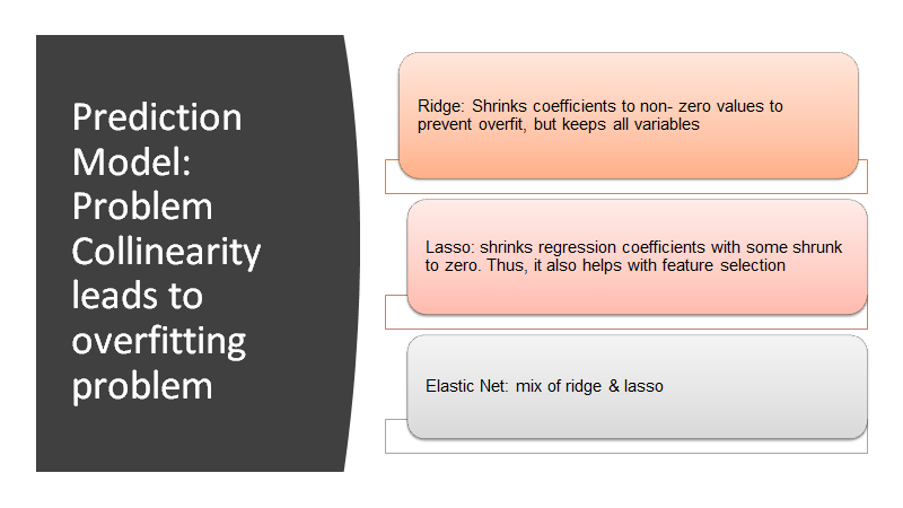 Prediction
Model:
Problem
Collinearity
leads to
overfitting
problem
Ridge: Shrinks coefficients to non- zero values to
prevent overfit, but keeps all variables
Lasso: shrinks regression coefficients with some shrunk
to zero. Thus, it also helps with feature selection
Elastic Net: mix of ridge & lasso